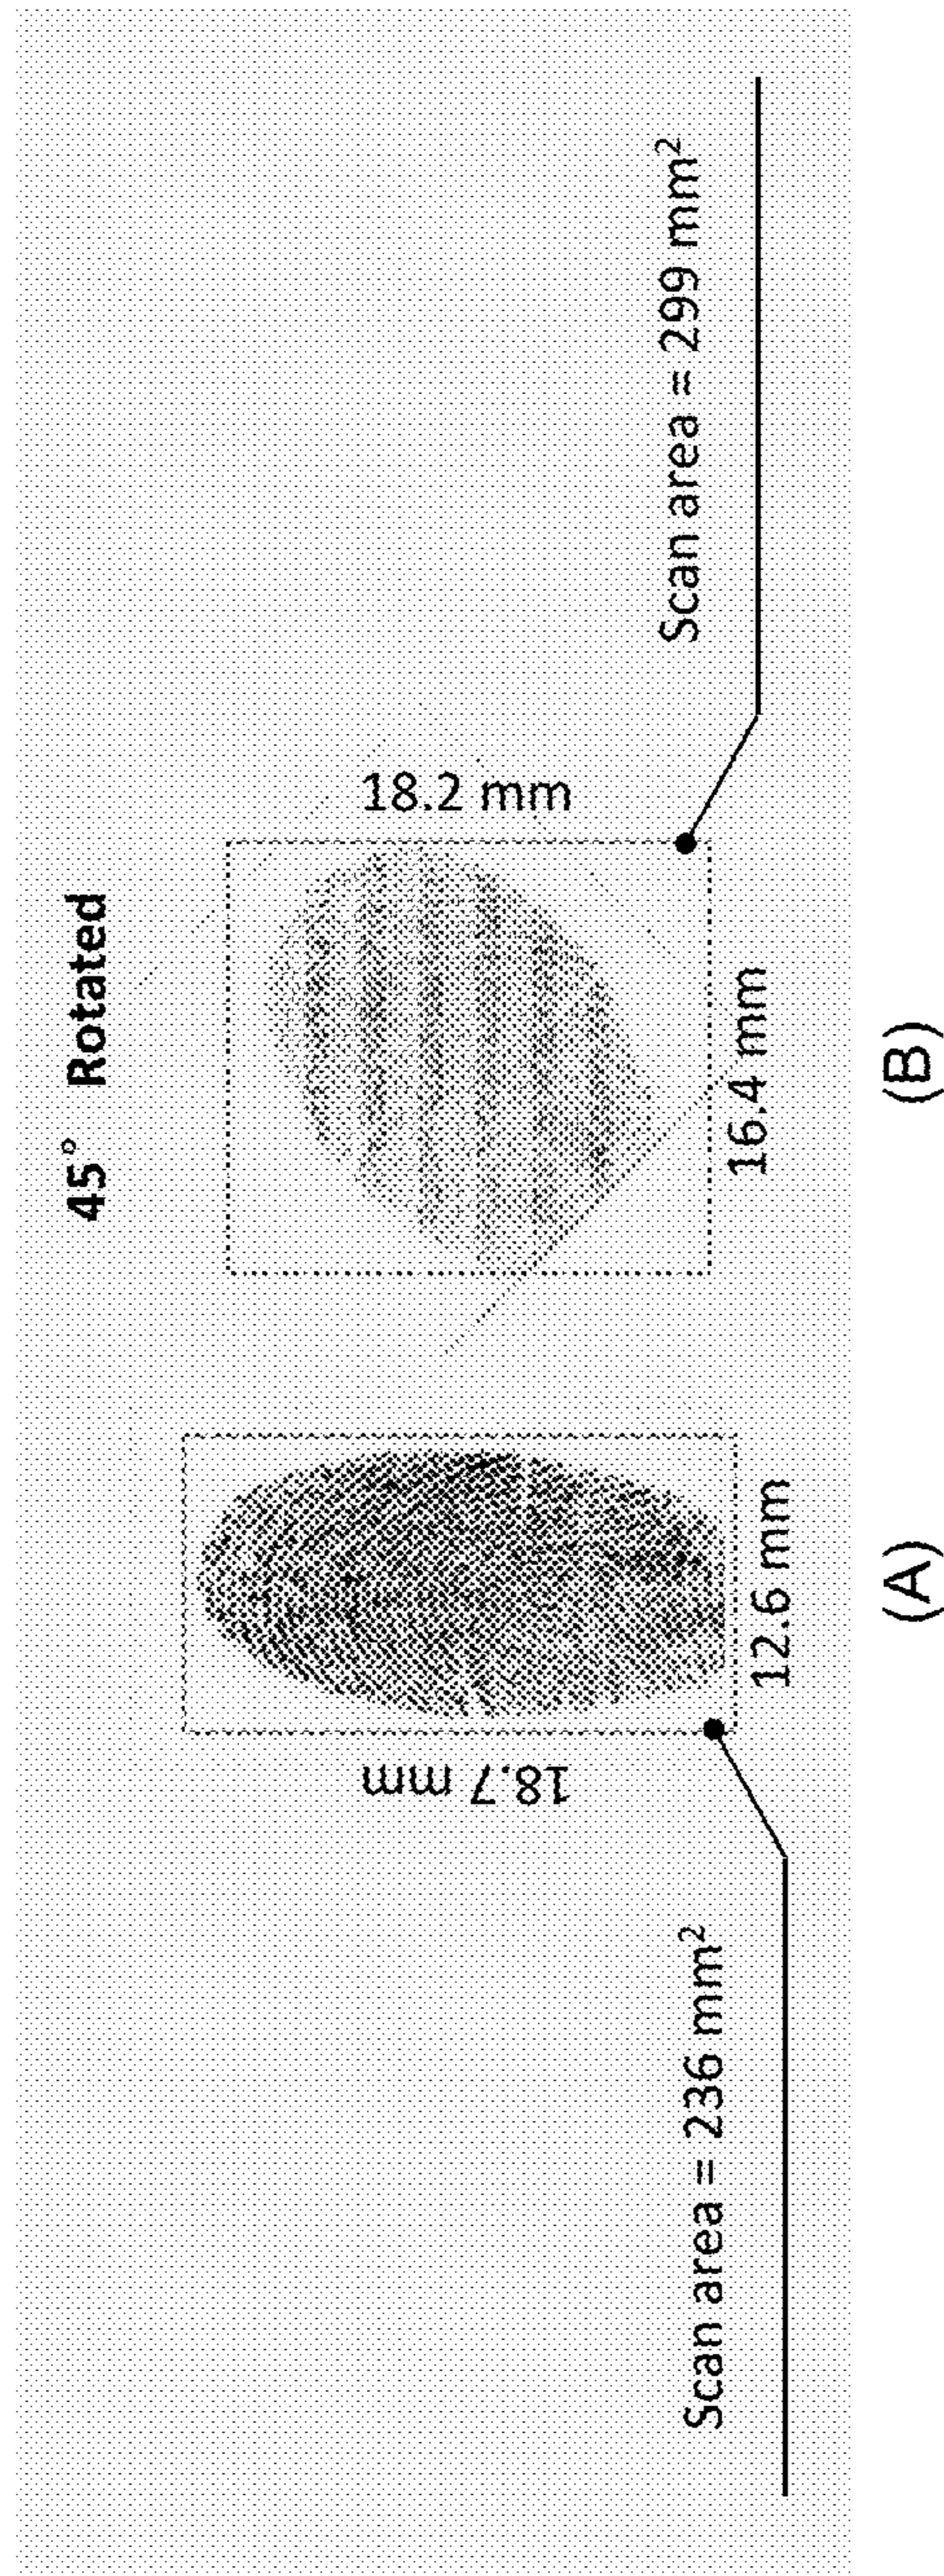 45° Rotated
18.7 mm
12.6 mm
Scan area = 236 mm²
18.2 mm
16.4 mm
Scan area = 299 mm²
(A)
(B)